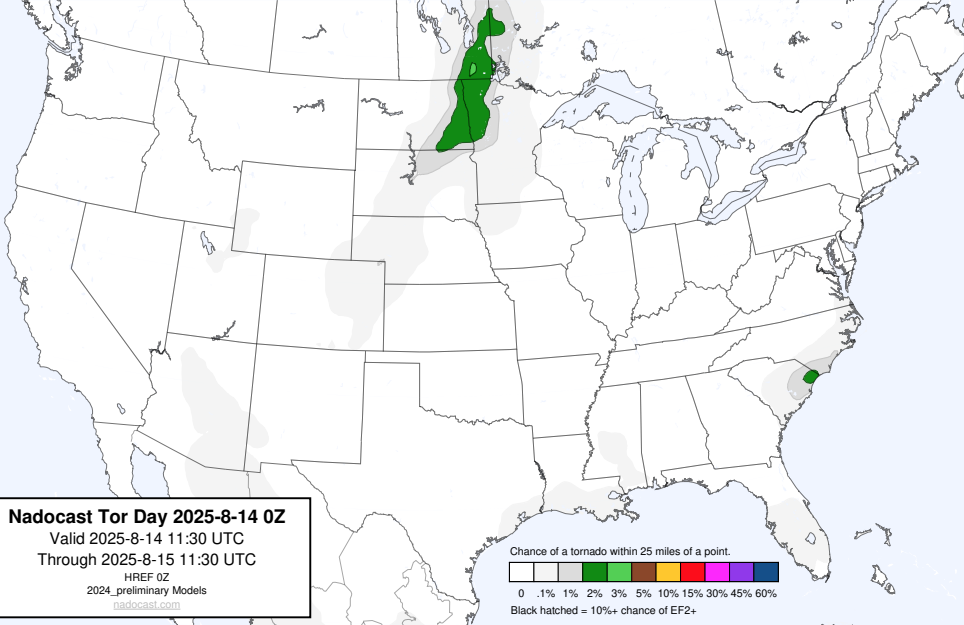 Nadocast Tor Day 2025-8-14 0Z
Valid 2025-8-14 11:30 UTC
Through 2025-8-15 11:30 UTC
HREF 0Z
2024_preliminary Models
nadocast.com
Chance of a tornado within 25 miles of a point.
0 .1% 1% 2% 3% 5% 10% 15% 30% 45% 60%
Black hatched = 10%+ chance of EF2+